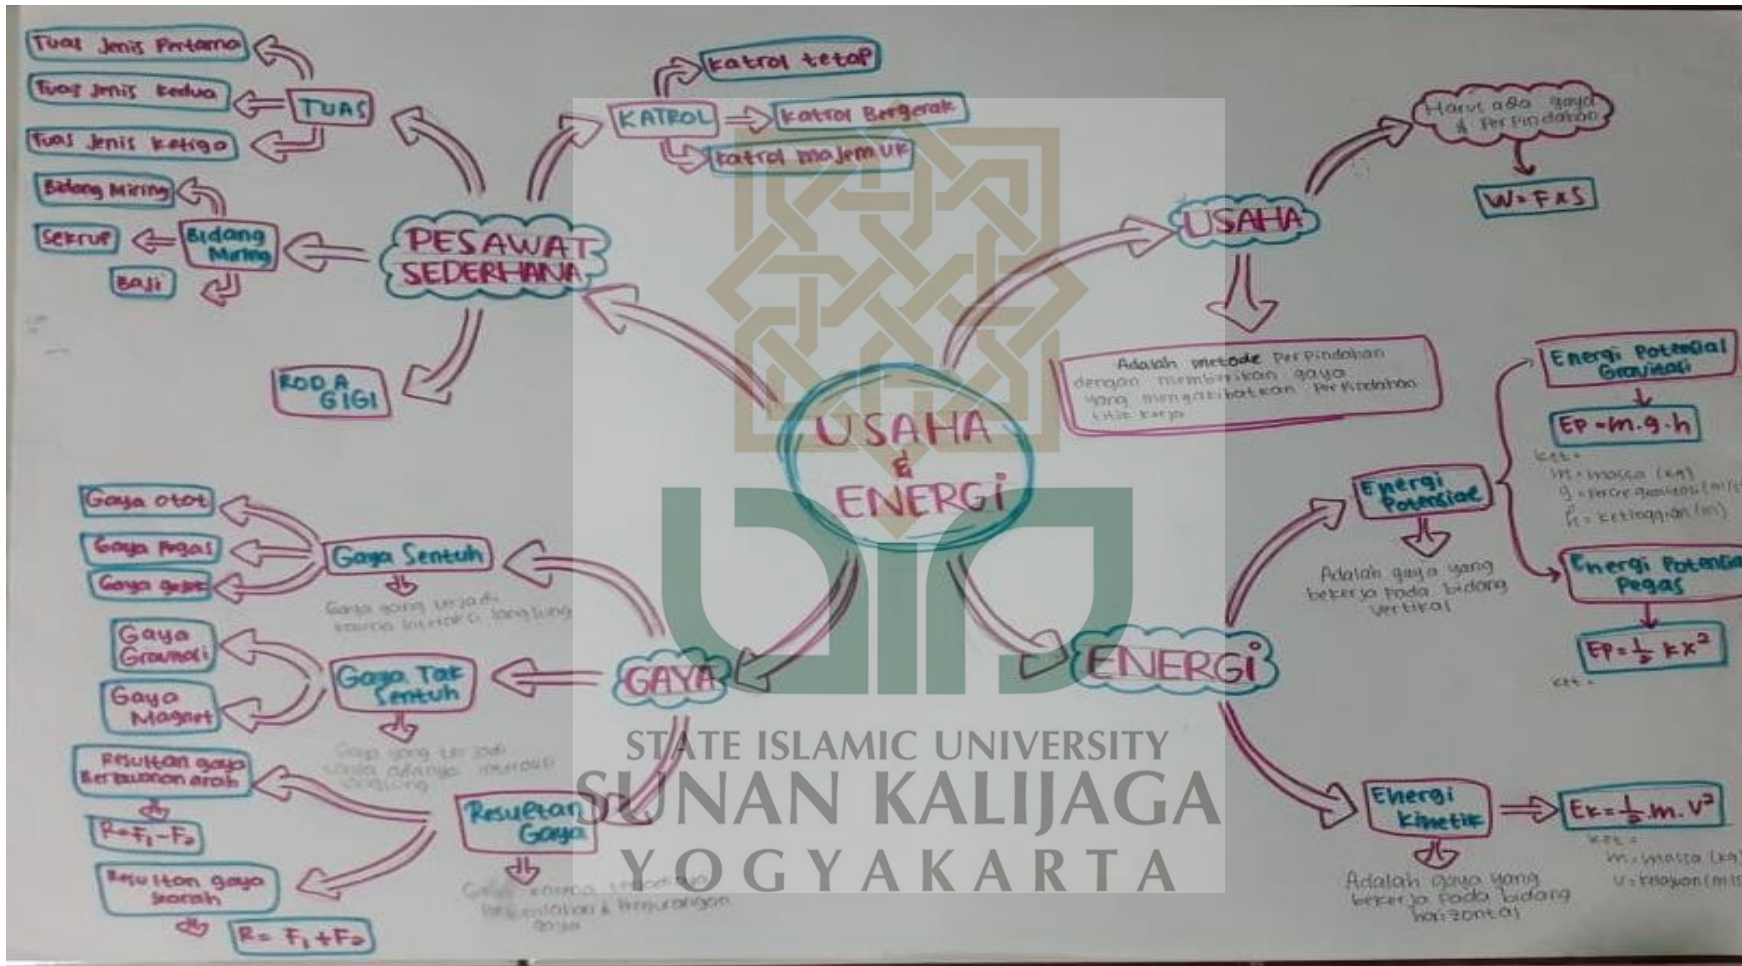 USAHA
&
ENERGI
PESAWAT
SEDERHANA
TUAS
Tuas Jenis Pertama
Tuas Jenis Kedua
Tuas Jenis Ketiga
KATROL
Katrol tetap
Katrol Bergerak
Katrol majemuk
Bidang
Miring
Bidang Miring
Sekrup
Baji
RODA
GIGI
USAHA
Harus ada gaya
& Perpindahan
W = F x S
Adalah metode Perpindahan
dengan memberikan gaya
yang mengakibatkan Perpindahan
titik kerja
ENERGI
Energi
Potensial
Adalah gaya yang
bekerja pada bidang
vertikal
Energi Potensial
Gravitasi
EP = m.g.h
ket =
m = massa (kg)
h = ketinggian (m)
Energi Potensia
Pegas
EP = 1/2 kx²
ket =
Energi
kinetik
Ek = 1/2 .m.V²
ket =
m = massa (kg)
Adalah gaya yang
bekerja pada bidang
horizontal
GAYA
Gaya Sentuh
Gaya otot
Gaya Pegas
Gaya gesek
Gaya yang terjadi
karena interaksi langsung
Gaya Tak
Sentuh
Gaya
Gravitasi
Gaya
Magnet
Gaya yang terjadi
Resultan
Gaya
Resultan gaya
Berlawanan arah
R = F₁ - F₂
Resultan gaya
searah
R = F₁ + F₂
STATE ISLAMIC UNIVERSITY
SUNAN KALIJAGA
YOGYAKARTA